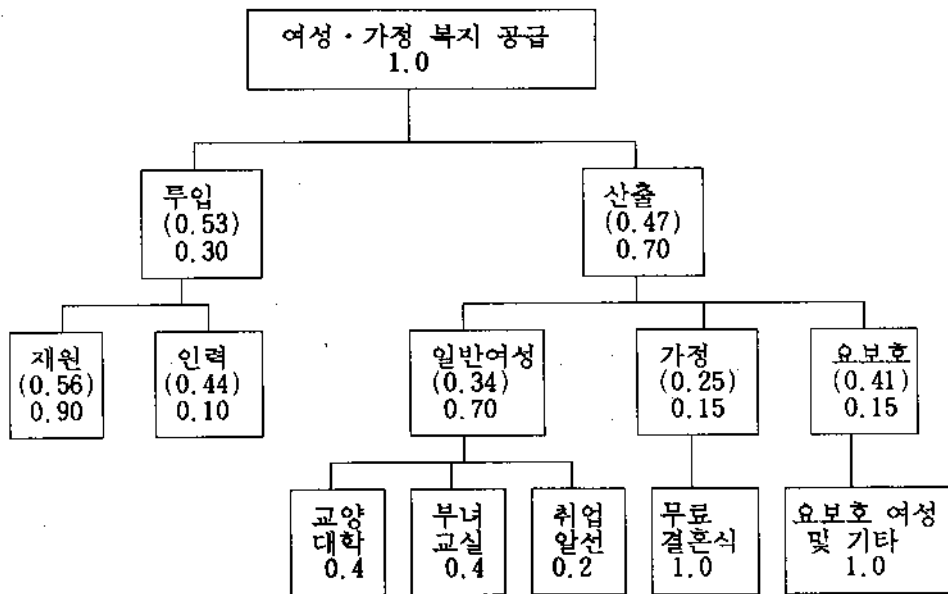 여성·가정 복지 공급
1.0
투입
(0.53)
0.30
산출
(0.47)
0.70
재원
(0.56)
0.90
인력
(0.44)
0.10
일반여성
(0.34)
0.70
가정
(0.25)
0.15
요보호
(0.41)
0.15
교양
대학
0.4
부녀
교실
0.4
취업
알선
0.2
무료
결혼식
1.0
요보호 여성
및 기타
1.0